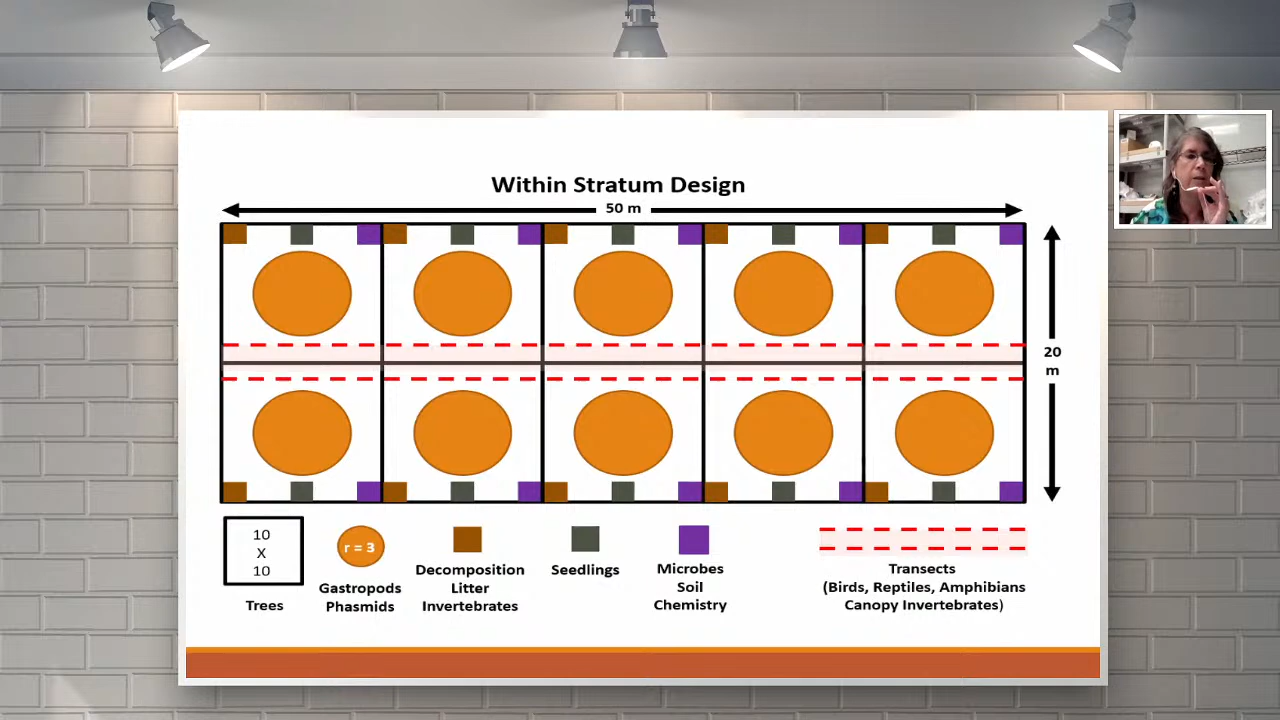 Within Stratum Design
50 m
20
m
10
X
10
Trees
r = 3
Gastropods
Phasmids
Decomposition
Litter
Invertebrates
Seedlings
Microbes
Soil
Chemistry
Transects
(Birds, Reptiles, Amphibians
Canopy Invertebrates)